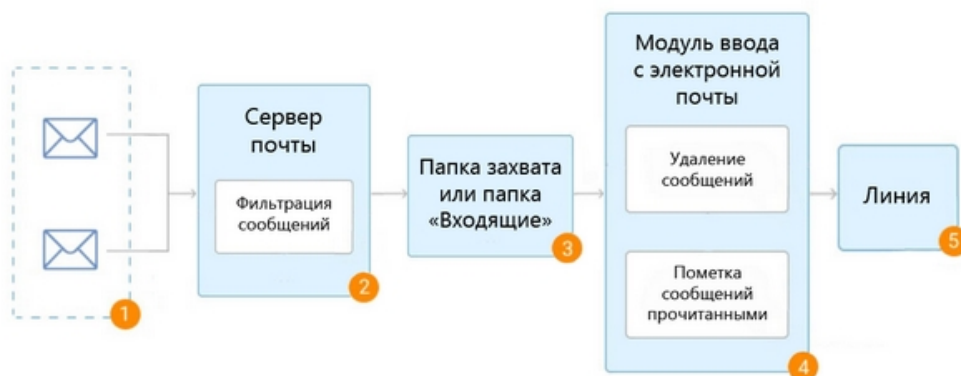 1
Сервер
почты
Фильтрация
сообщений
2
Папка захвата
или папка
«Входящие»
3
Модуль ввода
с электронной
почты
Удаление
сообщений
Пометка
сообщений
прочитанными
4
Линия
5